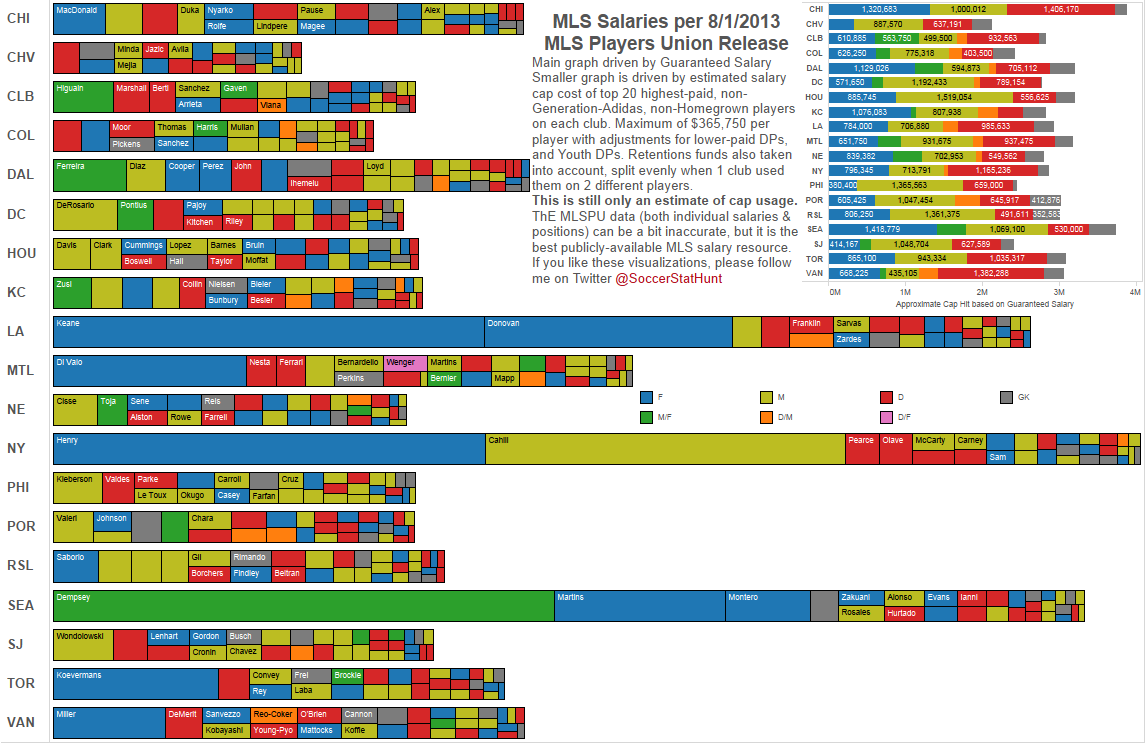 MLS Salaries per 8/1/2013
MLS Players Union Release
Main graph driven by Guaranteed Salary
Smaller graph is driven by estimated salary
cap cost of top 20 highest-paid, non-
Generation-Adidas, non-Homegrown players
on each club. Maximum of $365,750 per
player with adjustments for lower-paid DPs,
and Youth DPs. Retentions funds also taken
into account, split evenly when 1 club used
them on 2 different players.
This is still only an estimate of cap usage.
ThE MLSPU data (both individual salaries &
positions) can be a bit inaccurate, but it is the
best publicly-available MLS salary resource.
If you like these visualizations, please follow
me on Twitter @SoccerStatHunt
CHI
MacDonald Duka Nyarko Pause Alex
Rolfe Lindpere Magee
CHV
Minda Jazic Avila
Mejia
CLB
Higuain Marshall Berti Sanchez Gaven
Arrieta Viana
COL
Moor Thomas Harris Mullan
Pickens Sanchez
DAL
Ferreira Diaz Cooper Perez John Loyd
Ihemelu
DC
DeRosario Pontius Pajoy
Kitchen Riley
HOU
Davis Clark Cummings Lopez Barnes Bruin
Boswell Hall Taylor Moffat
KC
Zusi Collin Nielsen Bieler
Bunbury Besler
LA
Keane Donovan Franklin Sarvas
Zardes
MTL
Di Vaio Nesta Ferrari Bernardello Wenger Martins
Perkins Bernier Mapp
NE
Cisse Toja Sene Reis
Alston Rowe Farrell
NY
Henry Cahill Pearce Olave McCarty Carney
Sam
PHI
Kleberson Valdes Parke Carroll Cruz
Le Toux Okugo Casey Farfan
POR
Valeri Johnson Chara
RSL
Saborio Gil Rimando
Borchers Findley Beltran
SEA
Dempsey Martins Montero Zakuani Alonso Evans Ianni
Rosales Hurtado
SJ
Wondolowski Lenhart Gordon Busch
Cronin Chavez
TOR
Koevermans Convey Frei Brockie
Rey Laba
VAN
Miller DeMerit Sanvezzo Reo-Coker O'Brien Cannon
Kobayashi Young-Pyo Mattocks Koffie
F M D GK
M/F D/M D/F
CHI 1,320,683 1,000,012 1,406,170
CHV 887,570 637,191
CLB 610,885 563,750 499,500 932,563
COL 626,250 775,318 403,500
DAL 1,129,026 594,873 705,112
DC 571,650 1,192,433 789,154
HOU 885,745 1,519,054 556,625
KC 1,076,083 807,938
LA 784,000 706,880 985,633
MTL 651,750 931,675 937,475
NE 839,382 702,953 549,562
NY 796,345 713,791 1,165,236
PHI 380,400 1,365,563 659,000
POR 605,425 1,047,454 645,917 412,876
RSL 806,250 1,361,375 491,611 352,583
SEA 1,418,779 1,069,100 530,000
SJ 414,167 1,048,704 627,589
TOR 665,100 943,334 1,035,317
VAN 668,225 435,105 1,382,288
0M 1M 2M 3M 4M
Approximate Cap Hit based on Guaranteed Salary